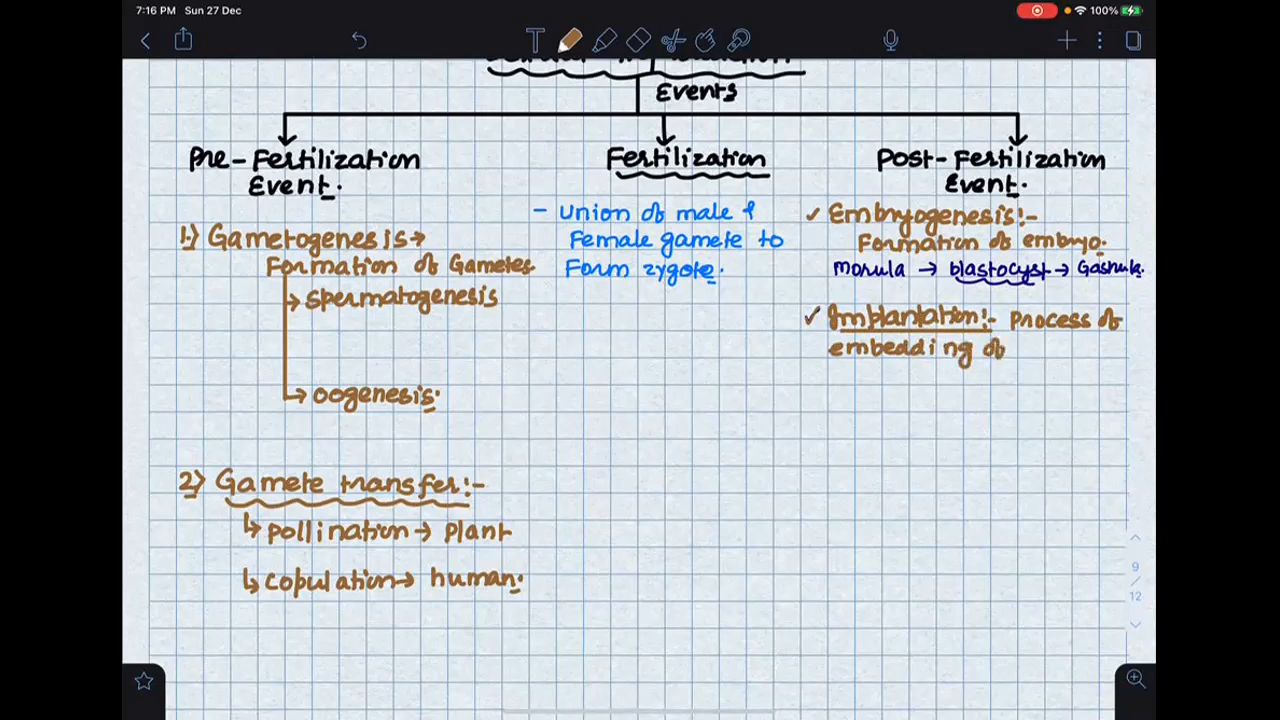 7:16 PM Sun 27 Dec
100%
Events
Pre-Fertilization
Event.
Fertilization
Post-Fertilization
Event.
1) Gametogenesis→
Formation of Gametes
→ spermatogenesis
→ oogenesis.
2) Gamete transfer:-
↳ pollination → plant
↳ copulation → human.
- Union of male &
Female gamete to
Form zygote.
✓ Embryogenesis:-
Formation of embryo.
morula → blastocyst → Gastrula.
✓ Implantation:- Process of
embedding of
9
/
12